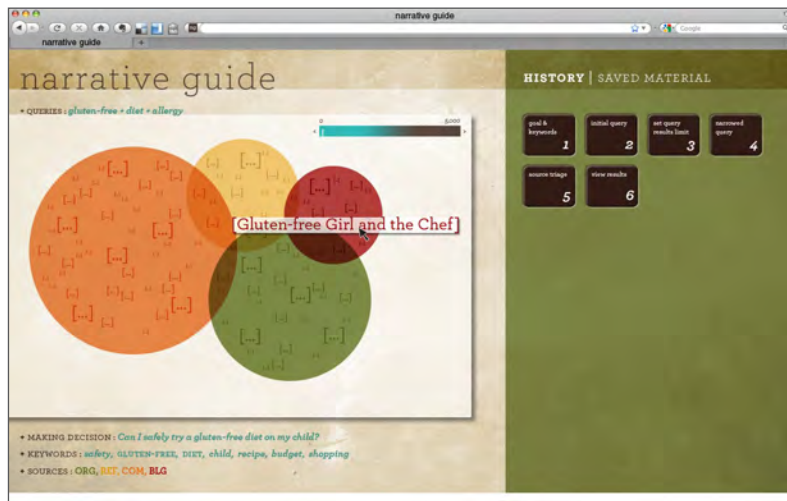 narrative guide
narrative guide
Google
narrative guide
HISTORY | SAVED MATERIAL
• QUERIES : gluten-free + diet + allergy
0 5,000
goal & keywords 1
initial query 2
set query results limit 3
narrowed query 4
source triage 5
view results 6
[...]
[Gluten-free Girl and the Chef]
• MAKING DECISION : Can I safely try a gluten-free diet on my child?
• KEYWORDS : safety, GLUTEN-FREE, DIET, child, recipe, budget, shopping
• SOURCES : ORG, REF, COM, BLG